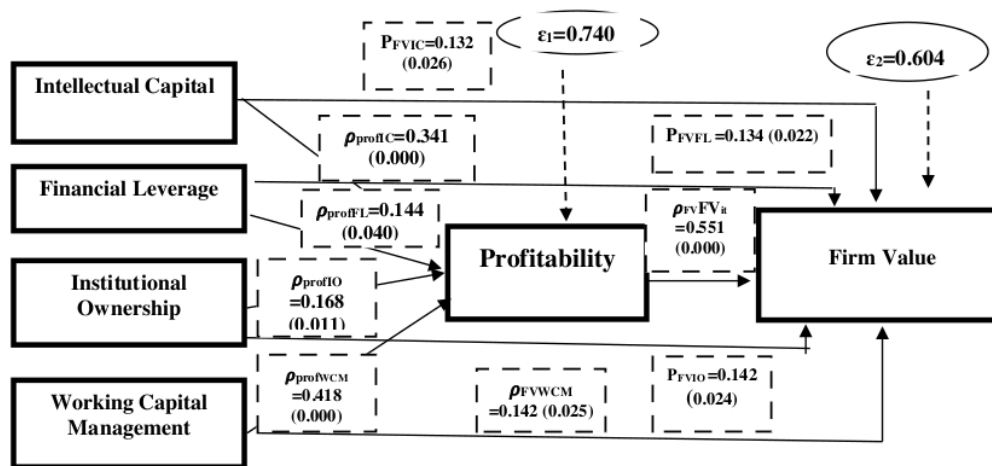 P_FVIC=0.132
(0.026)
ε₁=0.740
ε₂=0.604
Intellectual Capital
ρprofIC=0.341
(0.000)
P_FVFL =0.134 (0.022)
Financial Leverage
ρprofFL=0.144
(0.040)
ρFVFVit
=0.551
(0.000)
Profitability
Firm Value
Institutional
Ownership
ρprofIO
=0.168
(0.011)
ρprofWCM
=0.418
(0.000)
ρFVWCM
=0.142 (0.025)
P_FVIO=0.142
(0.024)
Working Capital
Management